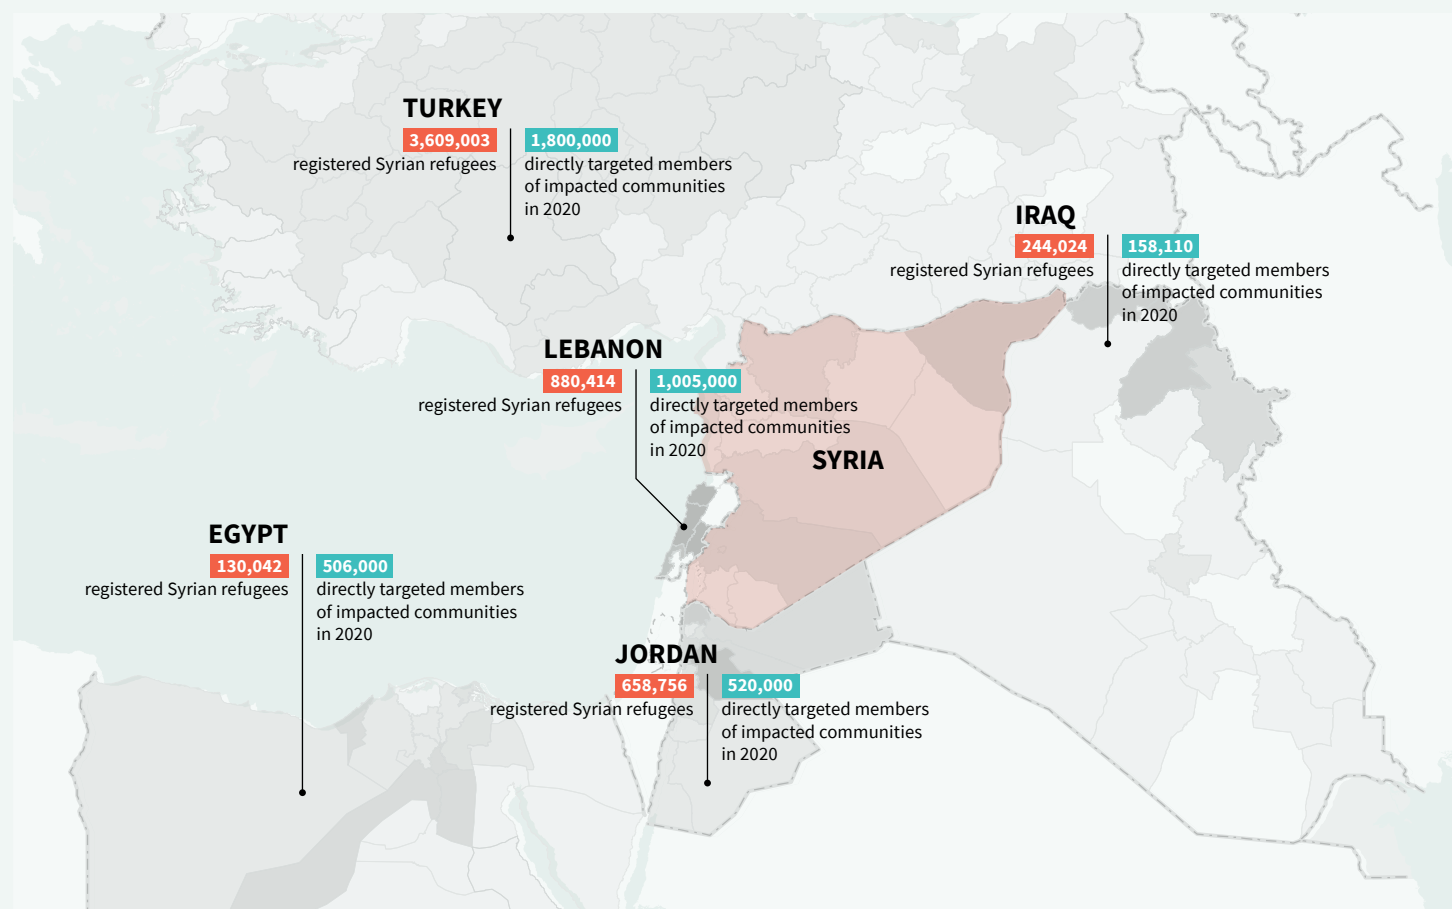 TURKEY
3,609,003
registered Syrian refugees
1,800,000
directly targeted members
of impacted communities
in 2020
IRAQ
244,024
registered Syrian refugees
158,110
directly targeted members
of impacted communities
in 2020
LEBANON
880,414
registered Syrian refugees
1,005,000
directly targeted members
of impacted communities
in 2020
SYRIA
EGYPT
130,042
registered Syrian refugees
506,000
directly targeted members
of impacted communities
in 2020
JORDAN
658,756
registered Syrian refugees
520,000
directly targeted members
of impacted communities
in 2020